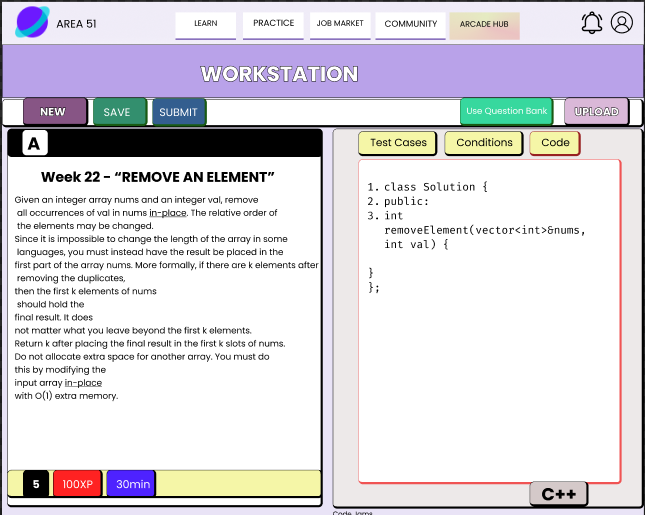 AREA 51
LEARN
PRACTICE
JOB MARKET
COMMUNITY
ARCADE HUB
WORKSTATION
NEW
SAVE
SUBMIT
Use Question Bank
UPLOAD
A
Week 22 - “REMOVE AN ELEMENT”
Given an integer array nums and an integer val, remove
all occurrences of val in nums in-place. The relative order of
the elements may be changed.
Since it is impossible to change the length of the array in some
languages, you must instead have the result be placed in the
first part of the array nums. More formally, if there are k elements after
removing the duplicates,
then the first k elements of nums
should hold the
final result. It does
not matter what you leave beyond the first k elements.
Return k after placing the final result in the first k slots of nums.
Do not allocate extra space for another array. You must do
this by modifying the
input array in-place
with O(1) extra memory.
5
100XP
30min
Test Cases
Conditions
Code
1. class Solution {
2. public:
3. int
removeElement(vector<int>&nums,
int val) {
}
};
C++
Code Jams